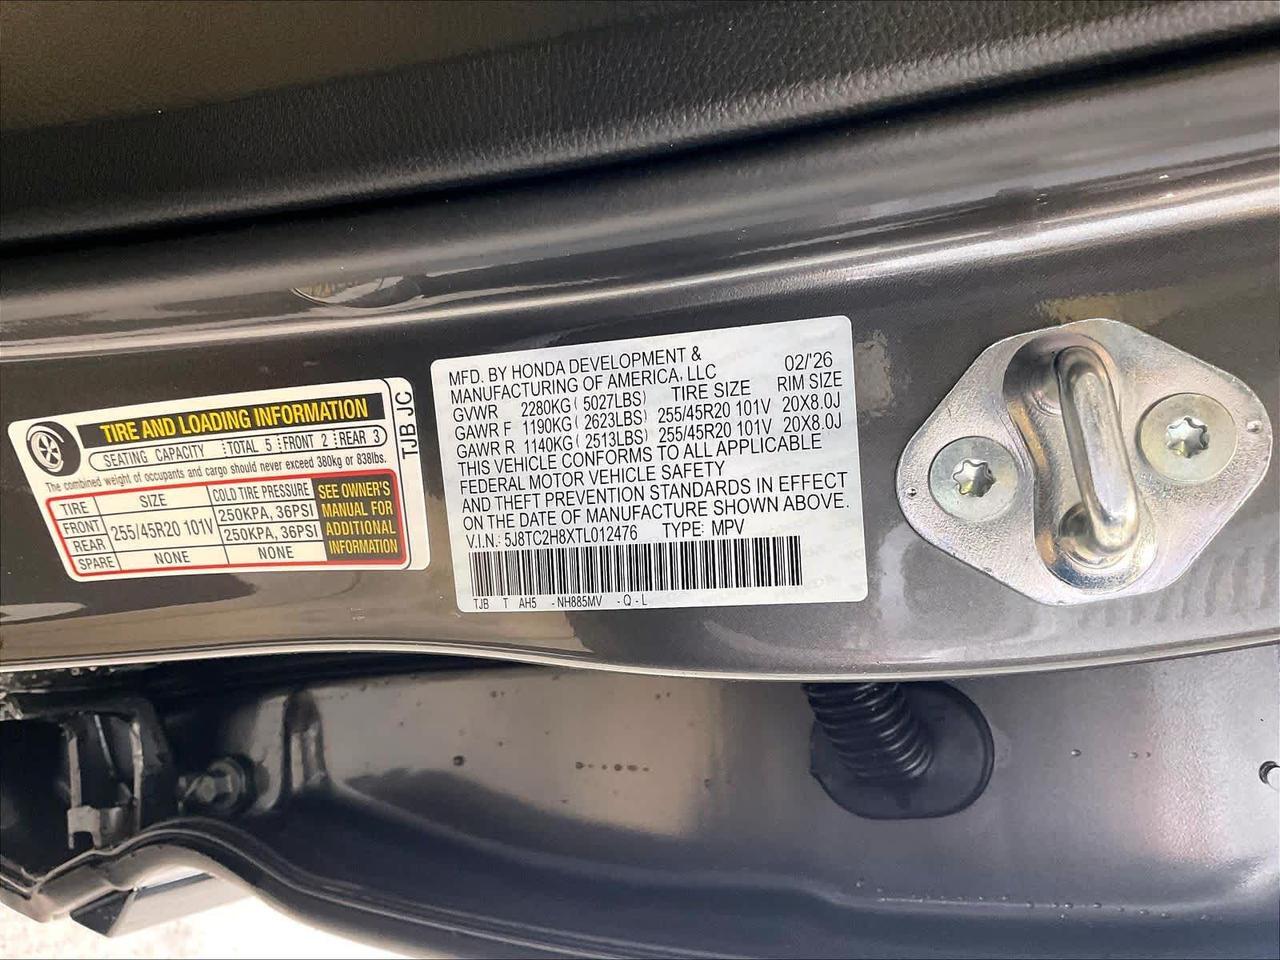 TIRE AND LOADING INFORMATION
SEATING CAPACITY TOTAL 5 FRONT 2 REAR 3
The combined weight of occupants and cargo should never exceed 380kg or 838lbs.
TIRE SIZE COLD TIRE PRESSURE
FRONT 255/45R20 101V 250KPA, 36PSI
REAR 250KPA, 36PSI
SPARE NONE NONE
SEE OWNER'S
MANUAL FOR
ADDITIONAL
INFORMATION
TJB JC
MFD. BY HONDA DEVELOPMENT & 02/'26
MANUFACTURING OF AMERICA, LLC
GVWR 2280KG ( 5027LBS) TIRE SIZE RIM SIZE
GAWR F 1190KG ( 2623LBS) 255/45R20 101V 20X8.0J
GAWR R 1140KG ( 2513LBS) 255/45R20 101V 20X8.0J
THIS VEHICLE CONFORMS TO ALL APPLICABLE
FEDERAL MOTOR VEHICLE SAFETY
AND THEFT PREVENTION STANDARDS IN EFFECT
ON THE DATE OF MANUFACTURE SHOWN ABOVE.
V.I.N.: 5J8TC2H8XTL012476 TYPE: MPV
TJB T AH5 -NH885MV -Q-L